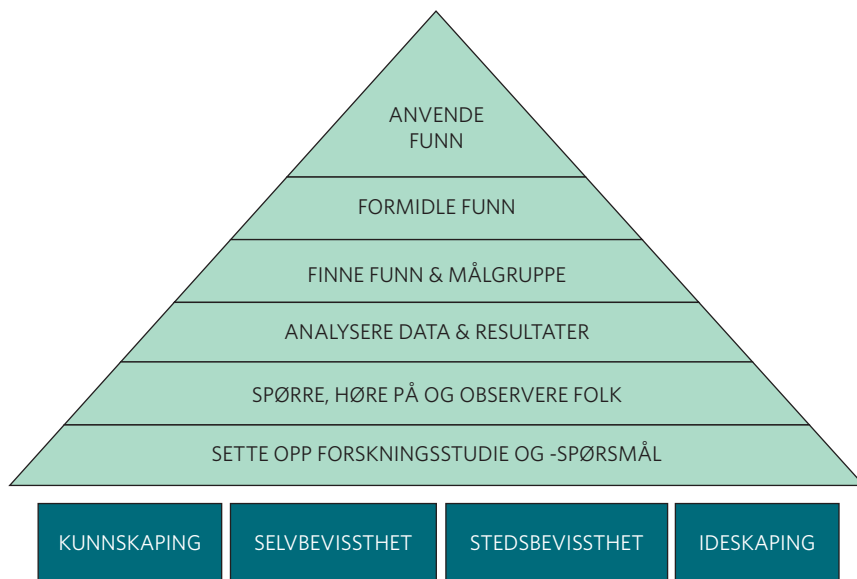 ANVENDE
FUNN
FORMIDLE FUNN
FINNE FUNN & MÅLGRUPPE
ANALYSERE DATA & RESULTATER
SPØRRE, HØRE PÅ OG OBSERVERE FOLK
SETTE OPP FORSKNINGSSTUDIE OG -SPØRSMÅL
KUNNSKAPING
SELVBEVISSTHET
STEDSBEVISSTHET
IDESKAPING